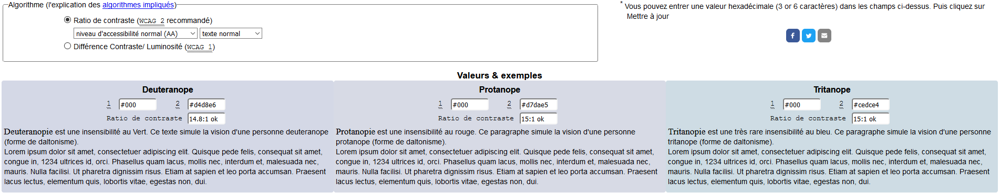 Algorithme (l'explication des algorithmes impliqués)
Ratio de contraste (WCAG 2 recommandé)
niveau d'accessibilité normal (AA) texte normal
Différence Contraste/ Luminosité (WCAG 1)
* Vous pouvez entrer une valeur hexadécimale (3 or 6 caractères) dans les champs ci-dessus. Puis cliquez sur
Mettre à jour
Valeurs & exemples
Deuteranope
1 #000 2 #d4d8e6
Ratio de contraste 14.8:1 ok
Deuteranopie est une insensibilité au Vert. Ce texte simule la vision d'une personne deuteranope
(forme de daltonisme).
Lorem ipsum dolor sit amet, consectetuer adipiscing elit. Quisque pede felis, consequat sit amet,
congue in, 1234 ultrices id, orci. Phasellus quam lacus, mollis nec, interdum et, malesuada nec,
mauris. Nulla facilisi. Ut pharetra dignissim risus. Etiam at sapien et leo porta accumsan. Praesent
lacus lectus, elementum quis, lobortis vitae, egestas non, dui.
Protanope
1 #000 2 #d7dae5
Ratio de contraste 15:1 ok
Protanopie est une insensibilité au rouge. Ce paragraphe simule la vision d'une personne
protanope (forme de daltonisme).
Lorem ipsum dolor sit amet, consectetuer adipiscing elit. Quisque pede felis, consequat sit amet,
congue in, 1234 ultrices id, orci. Phasellus quam lacus, mollis nec, interdum et, malesuada nec,
mauris. Nulla facilisi. Ut pharetra dignissim risus. Etiam at sapien et leo porta accumsan. Praesent
lacus lectus, elementum quis, lobortis vitae, egestas non, dui.
Tritanope
1 #000 2 #cedce4
Ratio de contraste 15:1 ok
Tritanopie est une très rare insensibilité au bleu. Ce paragraphe simule la vision d'une personne
tritanope (forme de daltonisme).
Lorem ipsum dolor sit amet, consectetuer adipiscing elit. Quisque pede felis, consequat sit amet,
congue in, 1234 ultrices id, orci. Phasellus quam lacus, mollis nec, interdum et, malesuada nec,
mauris. Nulla facilisi. Ut pharetra dignissim risus. Etiam at sapien et leo porta accumsan. Praesent
lacus lectus, elementum quis, lobortis vitae, egestas non, dui.